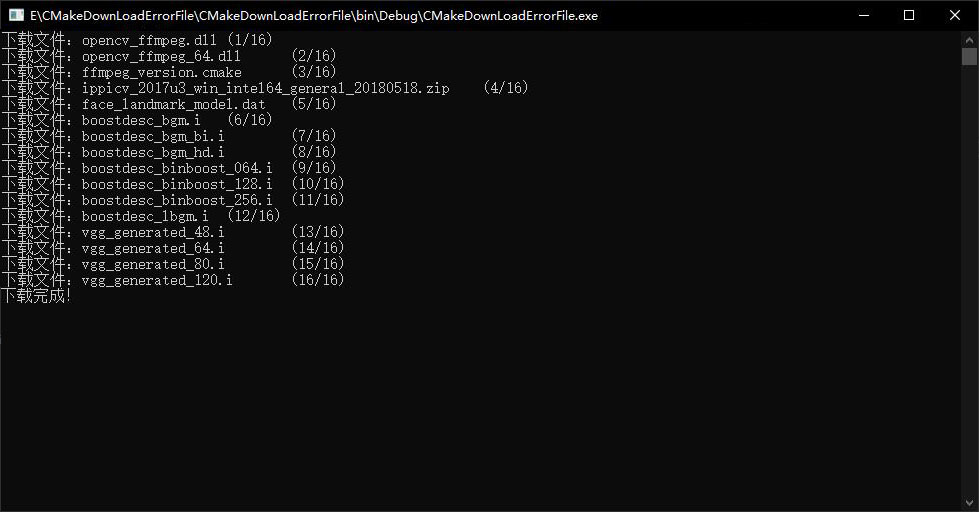 E\CMakeDownLoadErrorFile\CMakeDownLoadErrorFile\bin\Debug\CMakeDownLoadErrorFile.exe
下载文件: opencv_ffmpeg.dll (1/16)
下载文件: opencv_ffmpeg_64.dll (2/16)
下载文件: ffmpeg_version.cmake (3/16)
下载文件: ippicv_2017u3_win_intel64_general_20180518.zip (4/16)
下载文件: face_landmark_model.dat (5/16)
下载文件: boostdesc_bgm.i (6/16)
下载文件: boostdesc_bgm_bi.i (7/16)
下载文件: boostdesc_bgm_hd.i (8/16)
下载文件: boostdesc_binboost_064.i (9/16)
下载文件: boostdesc_binboost_128.i (10/16)
下载文件: boostdesc_binboost_256.i (11/16)
下载文件: boostdesc_lbgm.i (12/16)
下载文件: vgg_generated_48.i (13/16)
下载文件: vgg_generated_64.i (14/16)
下载文件: vgg_generated_80.i (15/16)
下载文件: vgg_generated_120.i (16/16)
下载完成!